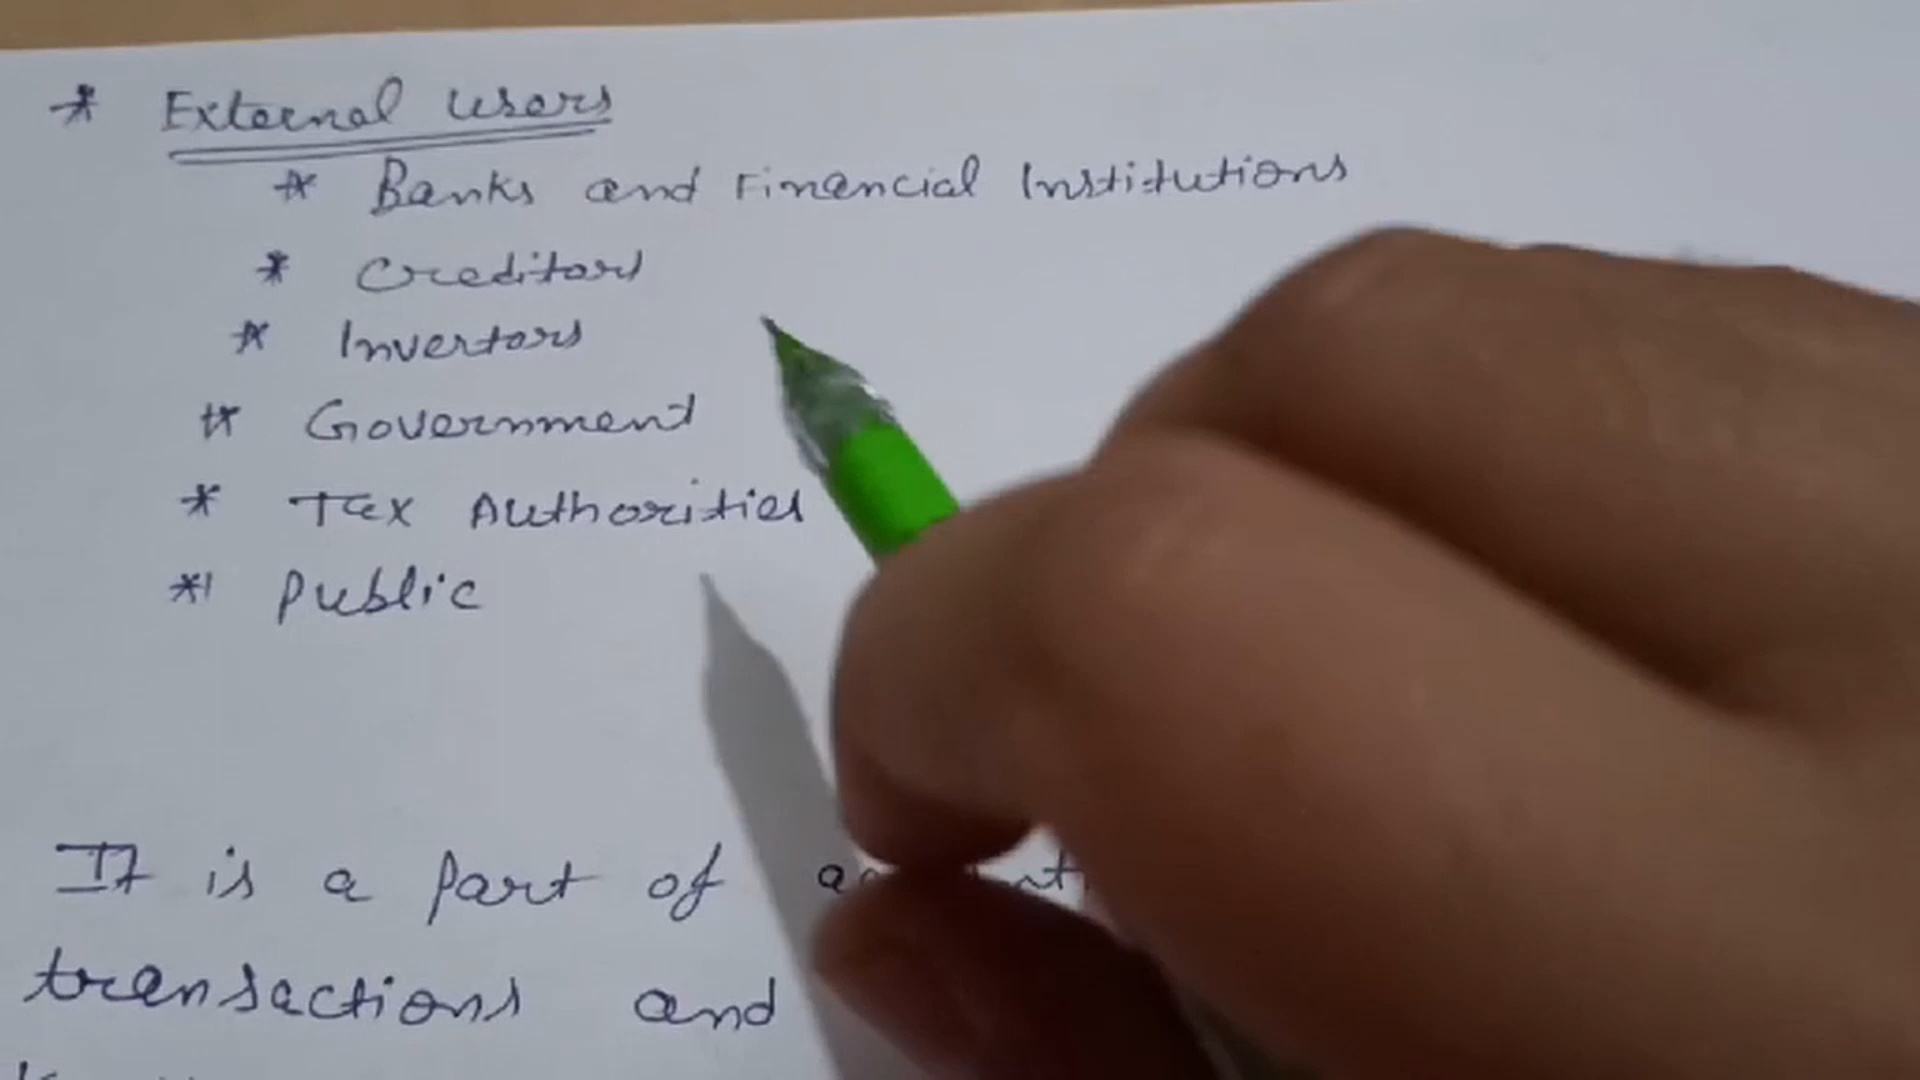 * External users
* Banks and Financial Institutions
* Creditors
* Investors
* Government
* Tax Authorities
* Public
It is a part of
transactions and